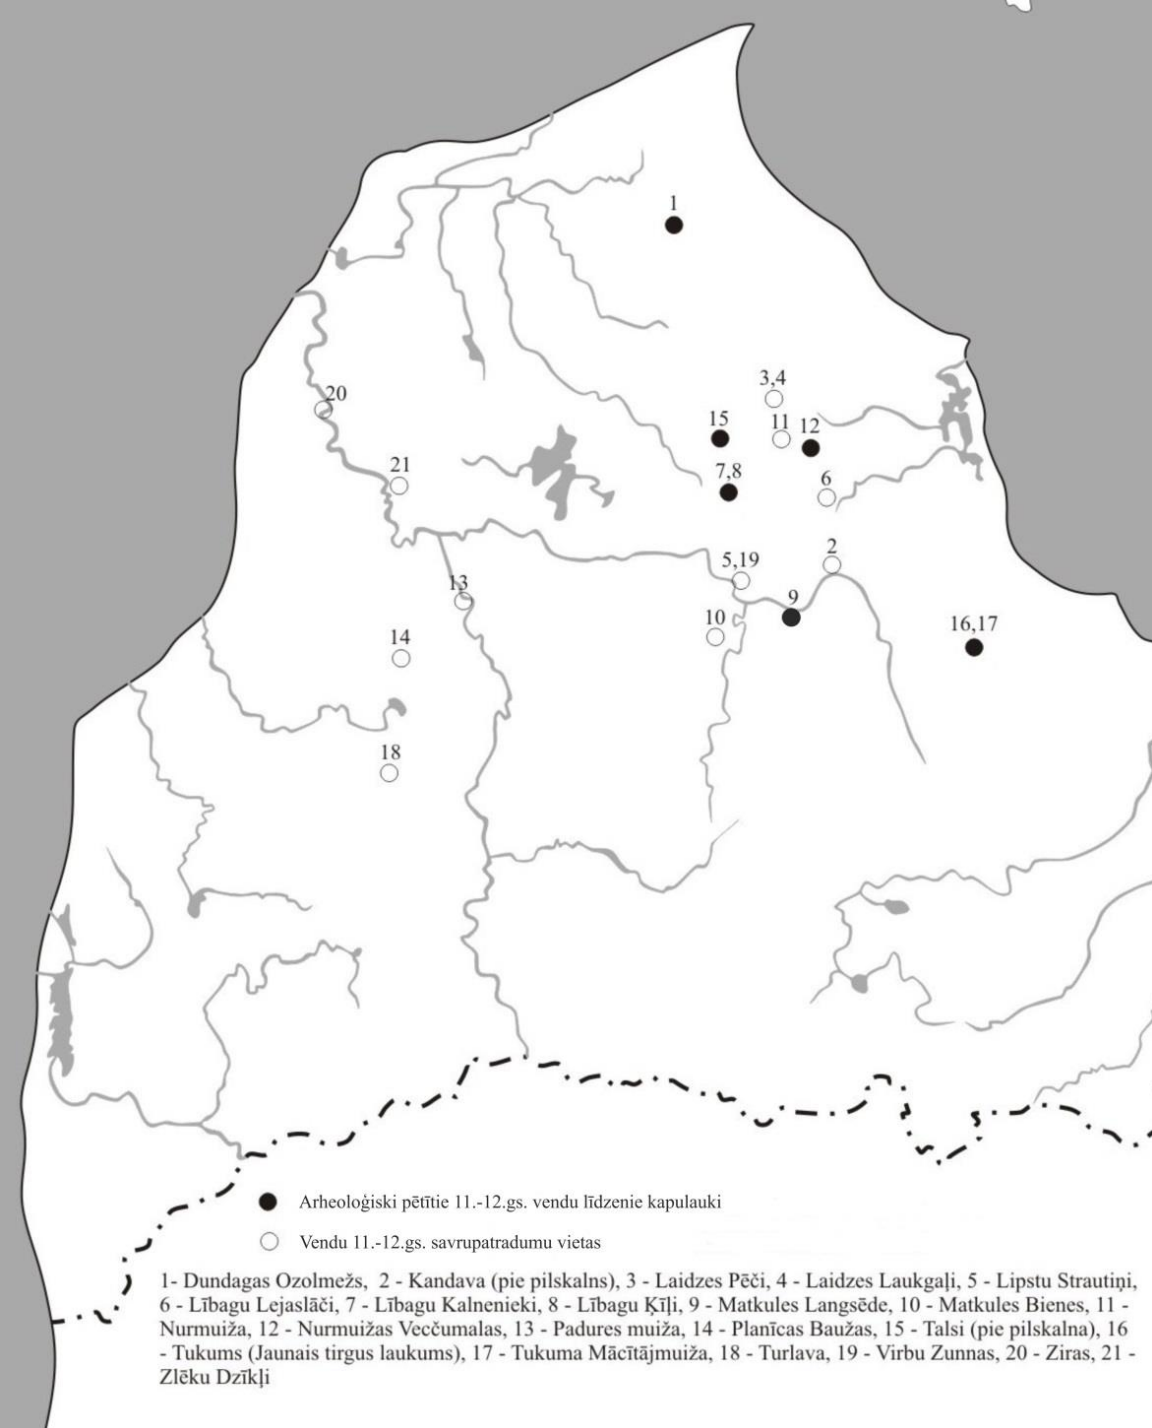 1
20
3,4
15
11 12
21
7,8
6
13
5,19
2
9
10
14
16,17
18
Arheoloģiski pētītie 11.-12.gs. vendu līdzenie kapulauki
Vendu 11.-12.gs. savrupatradumu vietas
1- Dundagas Ozolmežs, 2 - Kandava (pie pilskalns), 3 - Laidzes Pēči, 4 - Laidzes Laukgaļi, 5 - Lipstu Strautiņi,
6 - Lībagu Lejaslāči, 7 - Lībagu Kalnenieki, 8 - Lībagu Ķīļi, 9 - Matkules Langsēde, 10 - Matkules Bienes, 11 -
Nurmuiža, 12 - Nurmuižas Vecčumalas, 13 - Padures muiža, 14 - Planīcas Baužas, 15 - Talsi (pie pilskalna), 16
- Tukums (Jaunais tirgus laukums), 17 - Tukuma Mācītājmuiža, 18 - Turlava, 19 - Virbu Zunnas, 20 - Ziras, 21 -
Zlēku Dzīkļi